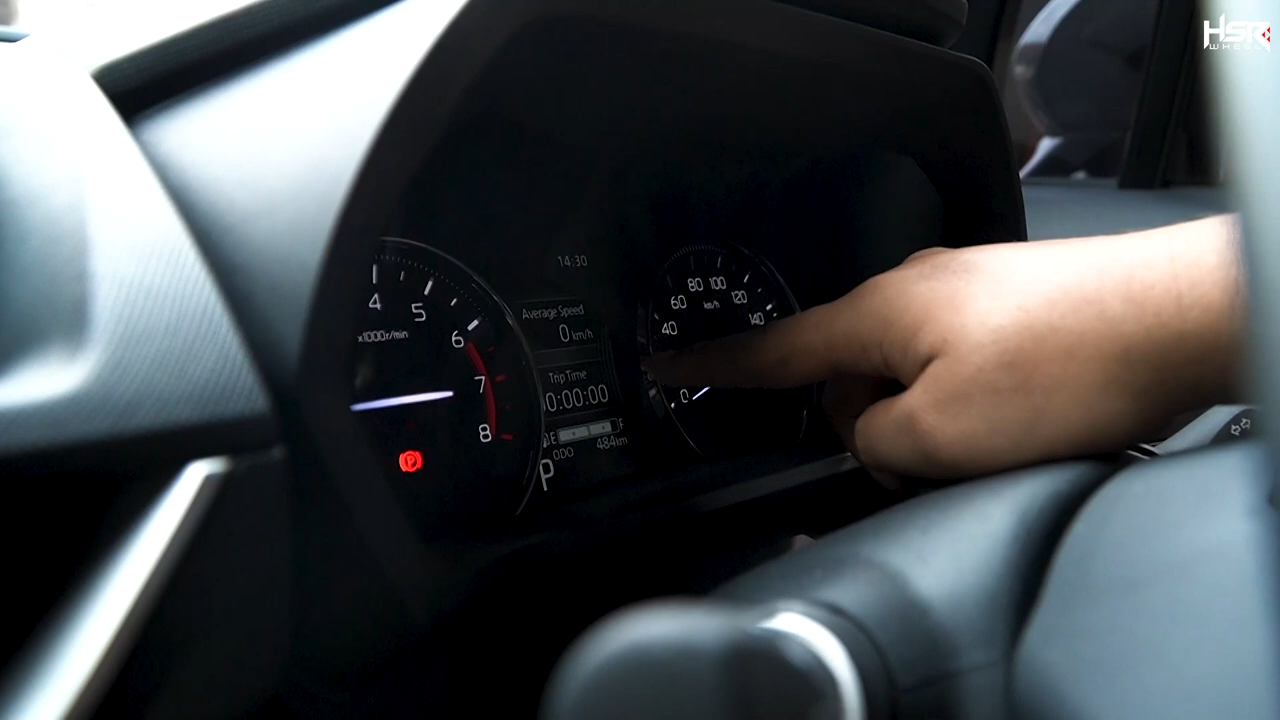 HSR
WHEEL
14:30
Average Speed
0 km/h
Trip Time
0:00:00
E F
ODO 484km
P
4
5
6
7
8
x1000r/min
P
0
40
60
80
100
120
140
km/h